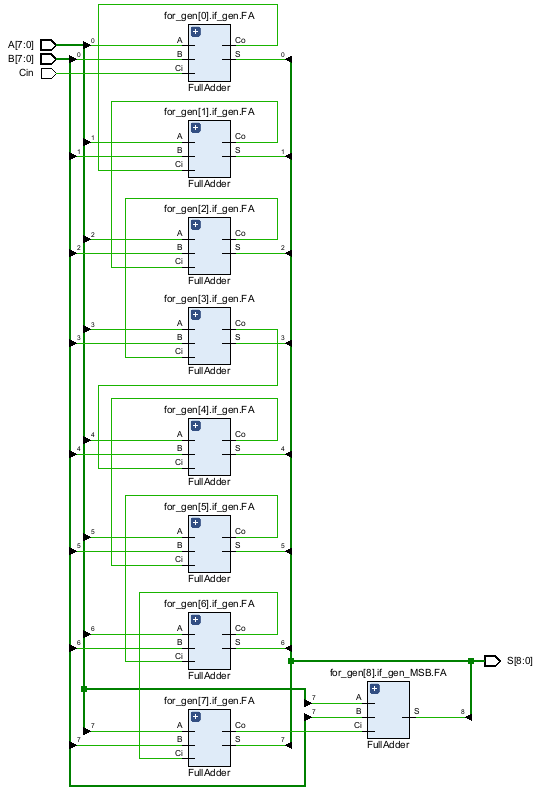 for_gen[0].if_gen.FA
A[7:0] 0 A Co
B[7:0] 0 B S 0
Cin Ci
FullAdder
for_gen[1].if_gen.FA
1 A Co
1 B S 1
Ci
FullAdder
for_gen[2].if_gen.FA
2 A Co
2 B S 2
Ci
FullAdder
for_gen[3].if_gen.FA
3 A Co
3 B S 3
Ci
FullAdder
for_gen[4].if_gen.FA
4 A Co
4 B S 4
Ci
FullAdder
for_gen[5].if_gen.FA
5 A Co
5 B S 5
Ci
FullAdder
for_gen[6].if_gen.FA
6 A Co
6 B S 6
Ci
FullAdder
S[8:0]
for_gen[8].if_gen_MSB.FA
7 A
7 B S 8
Ci
FullAdder
for_gen[7].if_gen.FA
7 A Co
7 B S 7
Ci
FullAdder